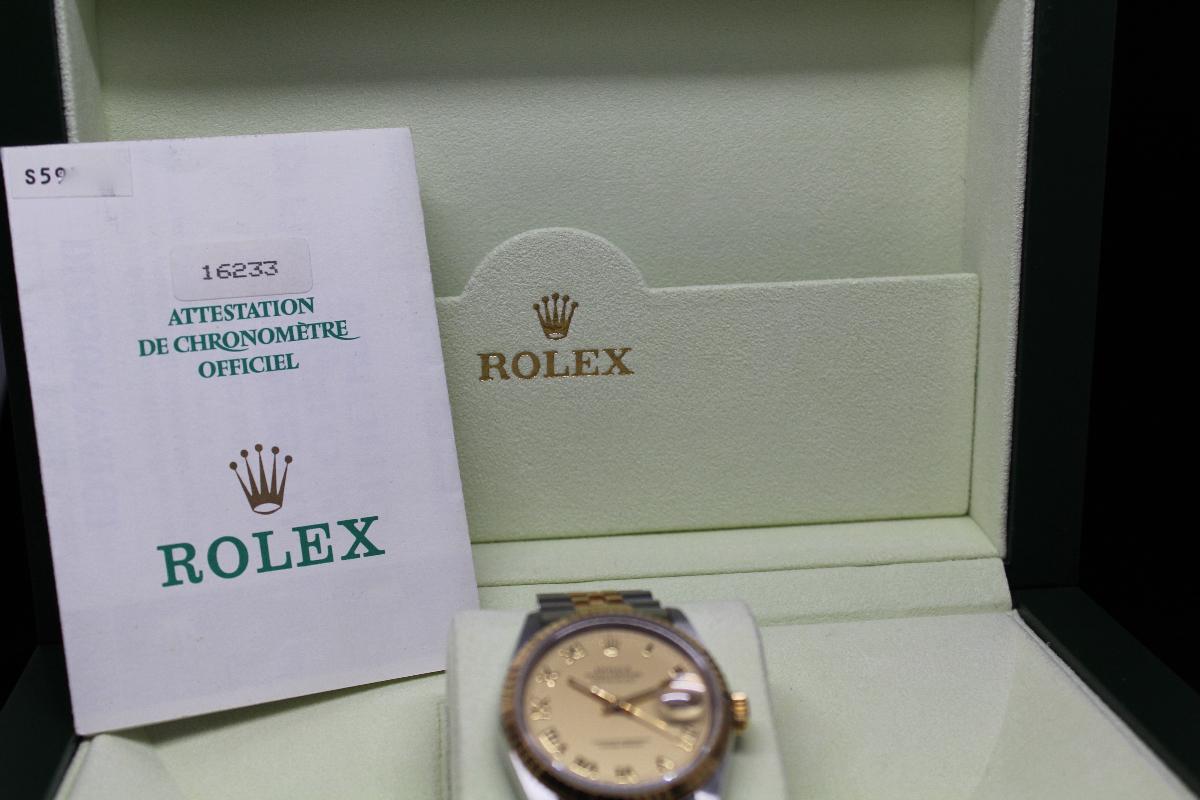 S59
16233
ATTESTATION
DE CHRONOMÈTRE
OFFICIEL
ROLEX
ROLEX